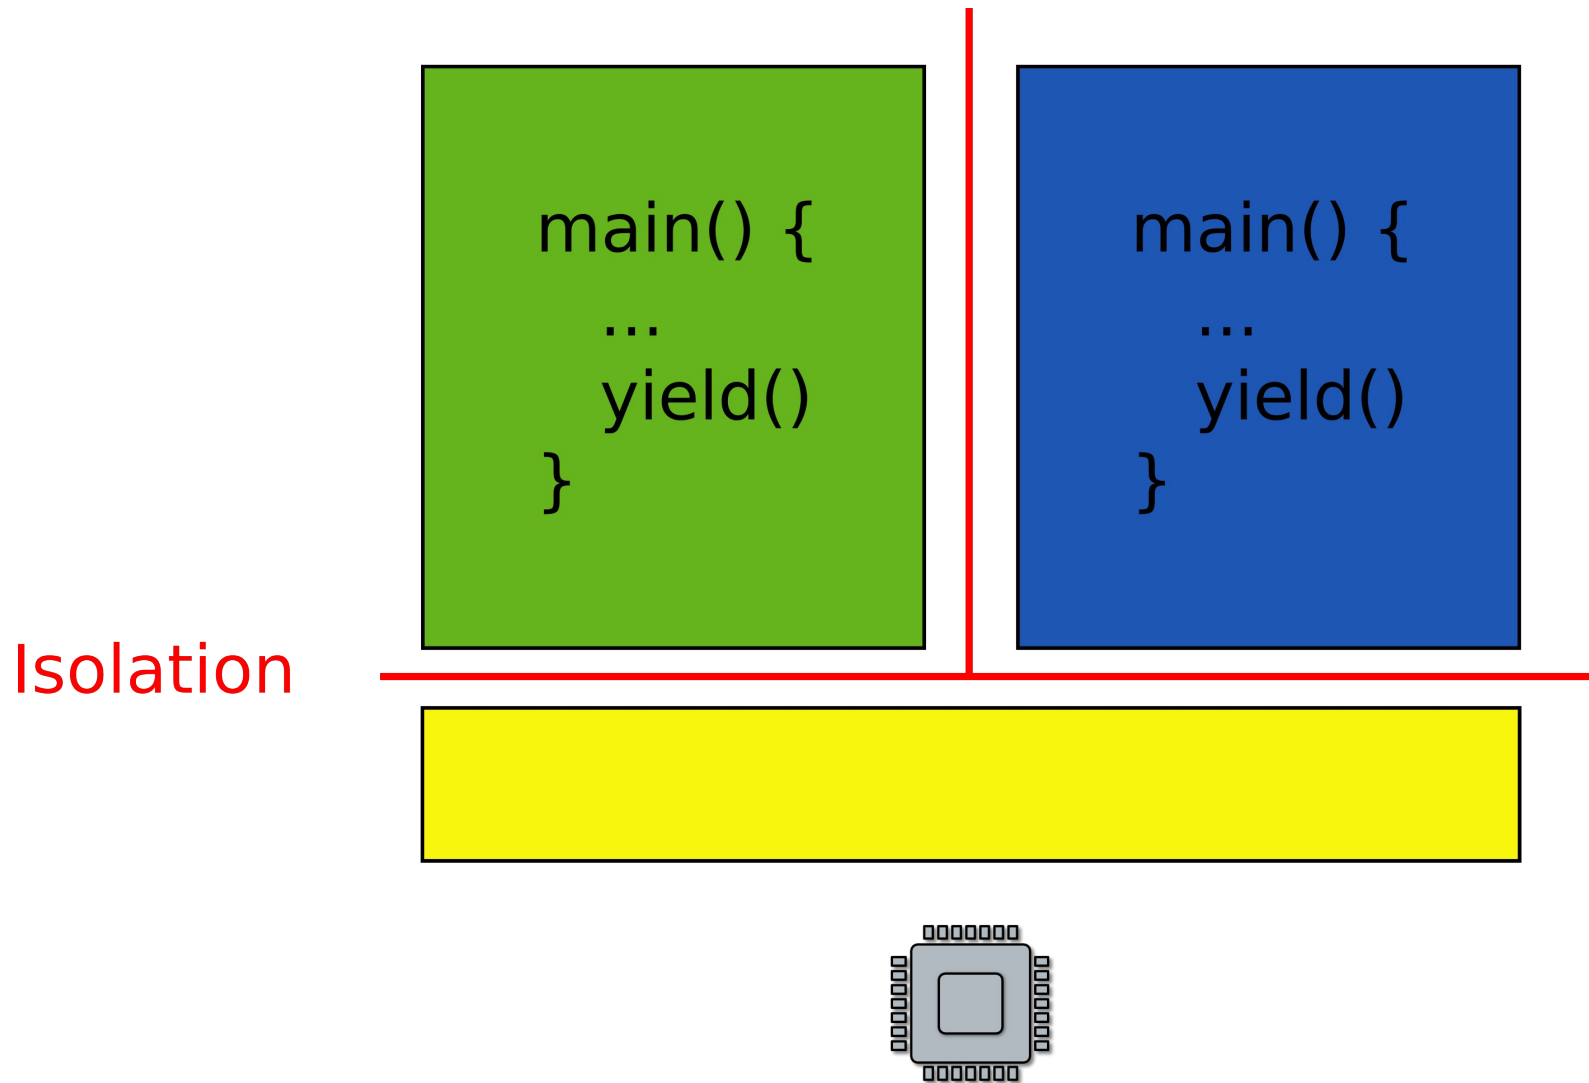 main() {
...
yield()
}
main() {
...
yield()
}
Isolation